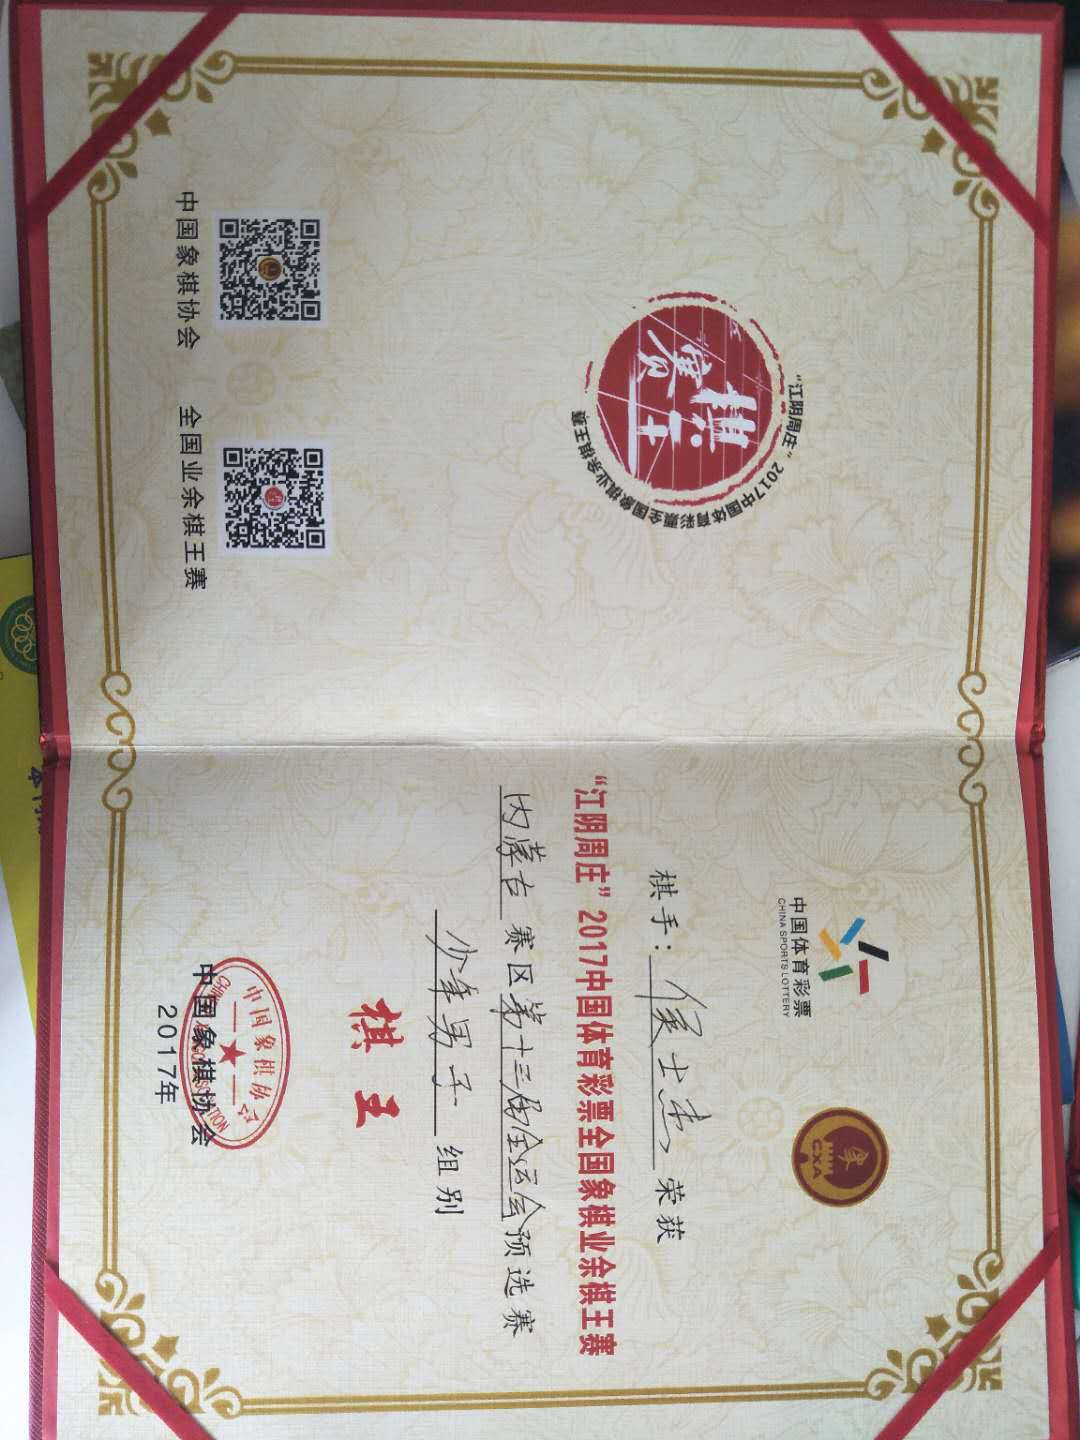 "江阴周庄"2017中国体育彩票全国象棋业余棋王赛
棋王赛
中国象棋协会
全国业余棋王赛
中国体育彩票
CHINA SPORTS LOTTERY
象
CXA
棋手：侯士杰荣获
"江阴周庄"2017中国体育彩票全国象棋业余棋王赛
内蒙古赛区第十三届全运会预选赛
少年男子组别
棋王
中国象棋协会
中国象棋协会
2017年